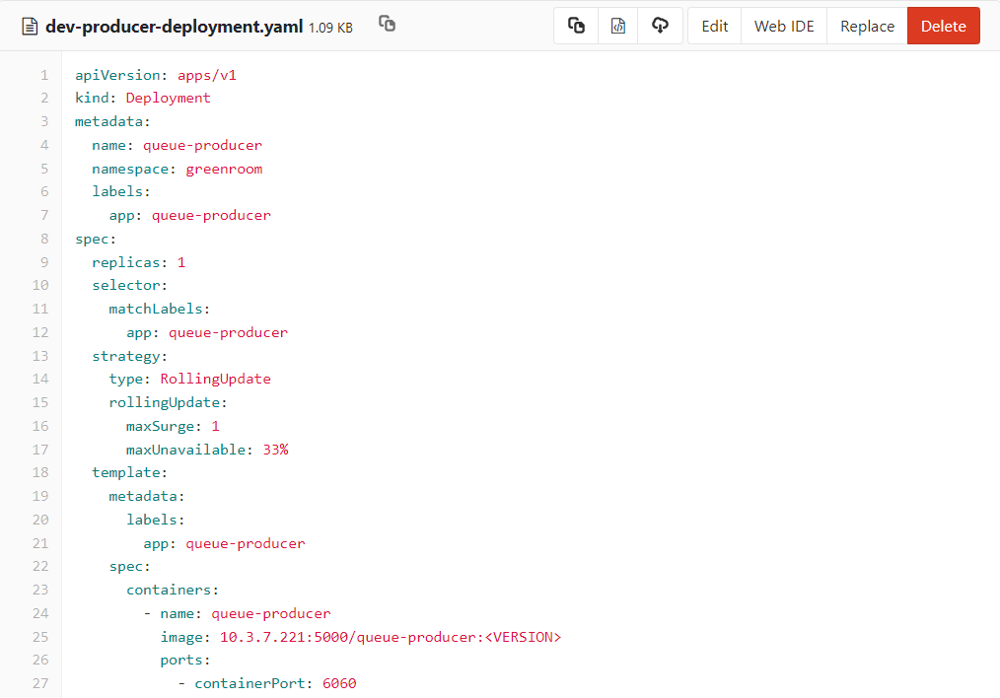 dev-producer-deployment.yaml 1.09 KB Edit Web IDE Replace Delete
1 apiVersion: apps/v1
2 kind: Deployment
3 metadata:
4   name: queue-producer
5   namespace: greenroom
6   labels:
7     app: queue-producer
8 spec:
9   replicas: 1
10   selector:
11     matchLabels:
12       app: queue-producer
13   strategy:
14     type: RollingUpdate
15     rollingUpdate:
16       maxSurge: 1
17       maxUnavailable: 33%
18   template:
19     metadata:
20       labels:
21         app: queue-producer
22     spec:
23       containers:
24         - name: queue-producer
25           image: 10.3.7.221:5000/queue-producer:<VERSION>
26           ports:
27             - containerPort: 6060